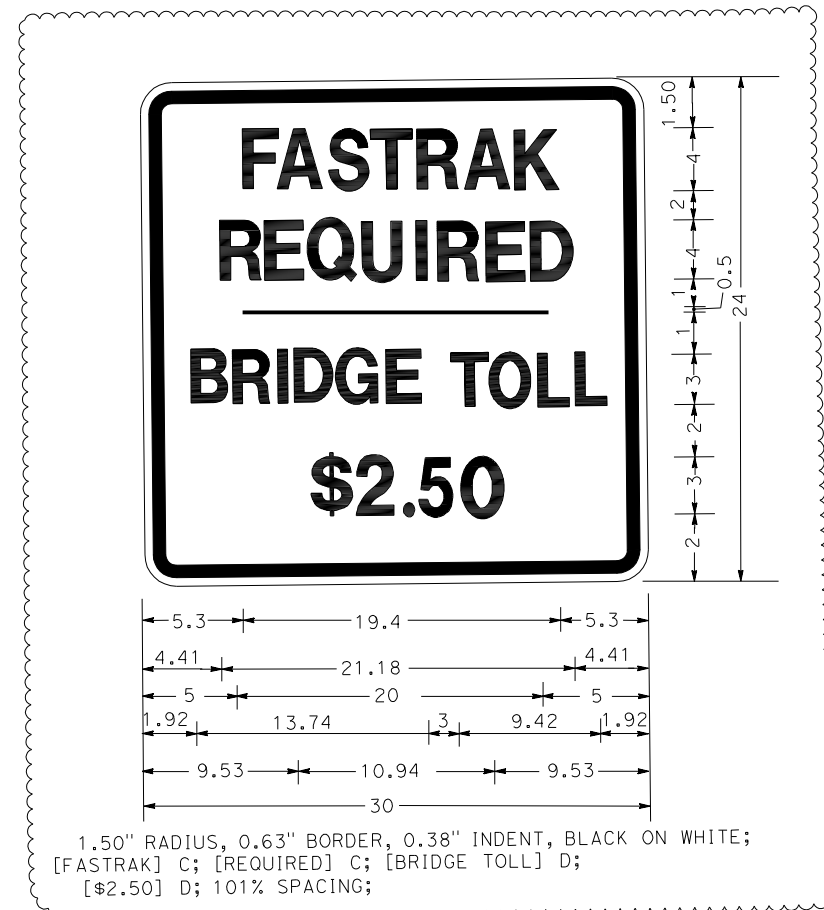 FASTRAK
REQUIRED
BRIDGE TOLL
$2.50
1.50
4
2
4
1
0.5
1
3
2
3
2
24
5.3 19.4 5.3
4.41 21.18 4.41
5 20 5
1.92 13.74 3 9.42 1.92
9.53 10.94 9.53
30
1.50" RADIUS, 0.63" BORDER, 0.38" INDENT, BLACK ON WHITE;
[FASTRAK] C; [REQUIRED] C; [BRIDGE TOLL] D;
[$2.50] D; 101% SPACING;